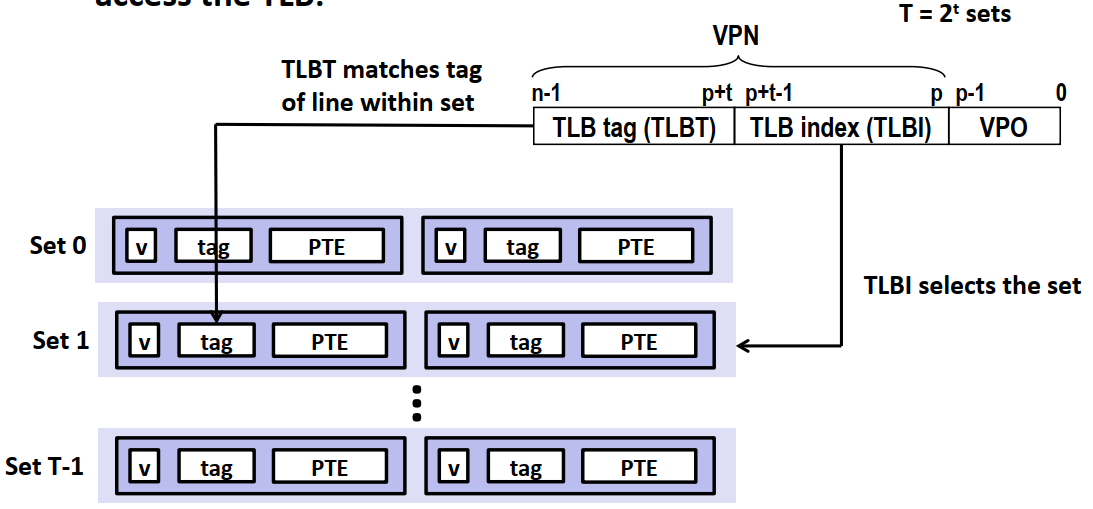 access the TLB:
T = 2ᵗ sets
VPN
TLBT matches tag
of line within set
n-1 p+t p+t-1 p p-1 0
TLB tag (TLBT) TLB index (TLBI) VPO
Set 0 v tag PTE v tag PTE
TLBI selects the set
Set 1 v tag PTE v tag PTE
Set T-1 v tag PTE v tag PTE